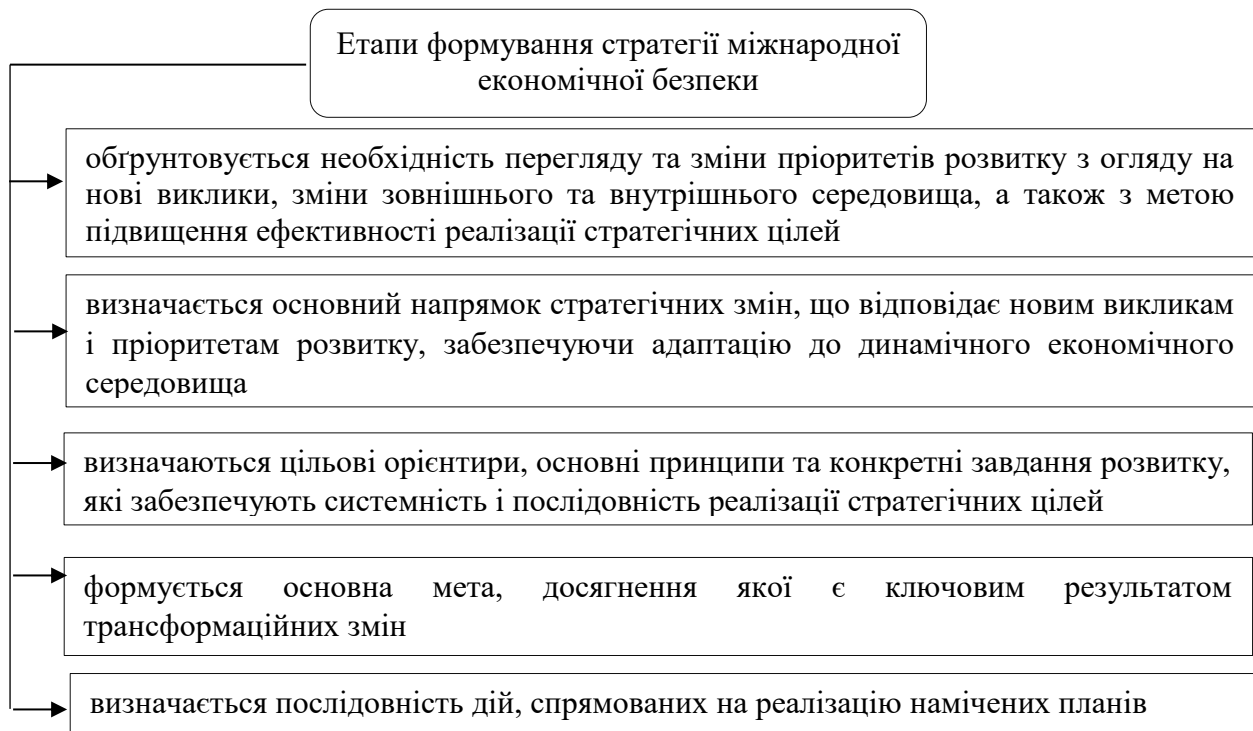 Етапи формування стратегії міжнародної
економічної безпеки
обґрунтовується необхідність перегляду та зміни пріоритетів розвитку з огляду на
нові виклики, зміни зовнішнього та внутрішнього середовища, а також з метою
підвищення ефективності реалізації стратегічних цілей
визначається основний напрямок стратегічних змін, що відповідає новим викликам
і пріоритетам розвитку, забезпечуючи адаптацію до динамічного економічного
середовища
визначаються цільові орієнтири, основні принципи та конкретні завдання розвитку,
які забезпечують системність і послідовність реалізації стратегічних цілей
формується основна мета, досягнення якої є ключовим результатом
трансформаційних змін
визначається послідовність дій, спрямованих на реалізацію намічених планів